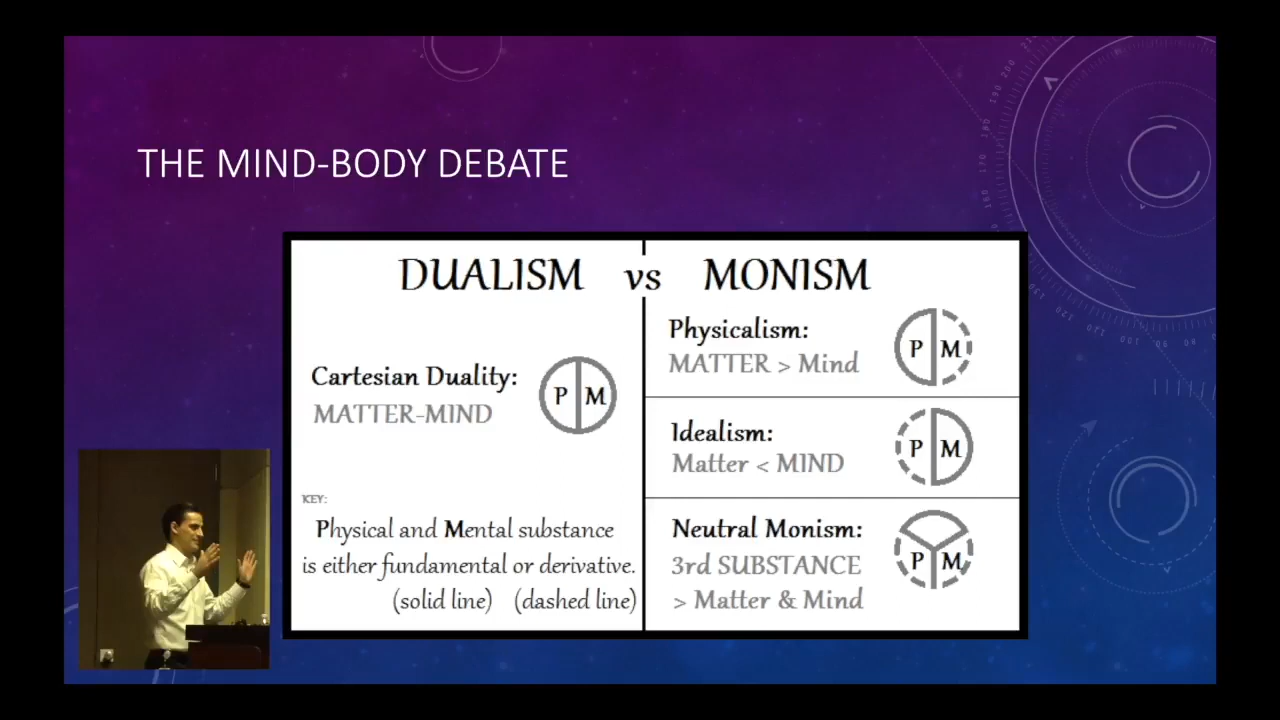 THE MIND-BODY DEBATE
DUALISM vs MONISM
Cartesian Duality:
MATTER-MIND
P M
KEY:
Physical and Mental substance
is either fundamental or derivative.
(solid line) (dashed line)
Physicalism:
MATTER > Mind
P M
Idealism:
Matter < MIND
P M
Neutral Monism:
3rd SUBSTANCE
> Matter & Mind
P M